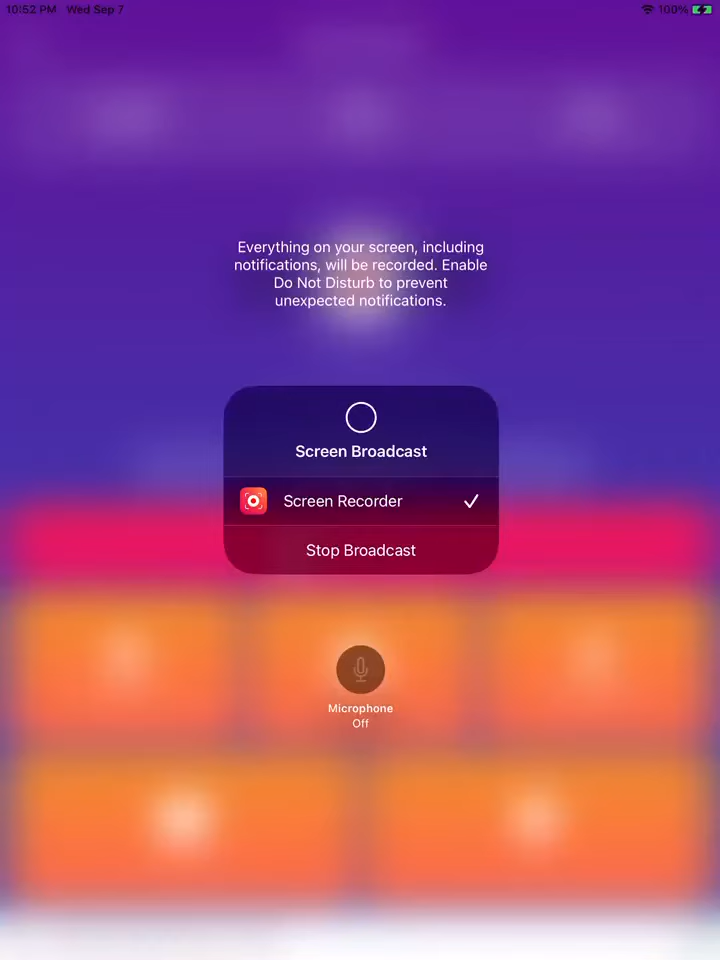 10:52 PM Wed Sep 7 100%
Everything on your screen, including
notifications, will be recorded. Enable
Do Not Disturb to prevent
unexpected notifications.
Screen Broadcast
Screen Recorder
Stop Broadcast
Microphone
Off